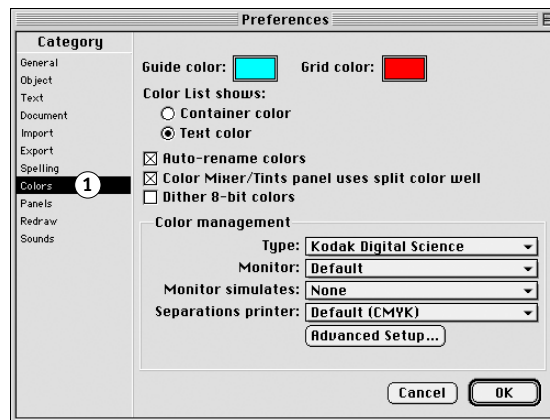 Preferences
Category
General
Object
Text
Document
Import
Export
Spelling
Colors 1
Panels
Redraw
Sounds
Guide color: Grid color:
Color List shows:
Container color
Text color
Auto-rename colors
Color Mixer/Tints panel uses split color well
Dither 8-bit colors
Color management
Type: Kodak Digital Science
Monitor: Default
Monitor simulates: None
Separations printer: Default (CMYK)
Advanced Setup...
Cancel OK